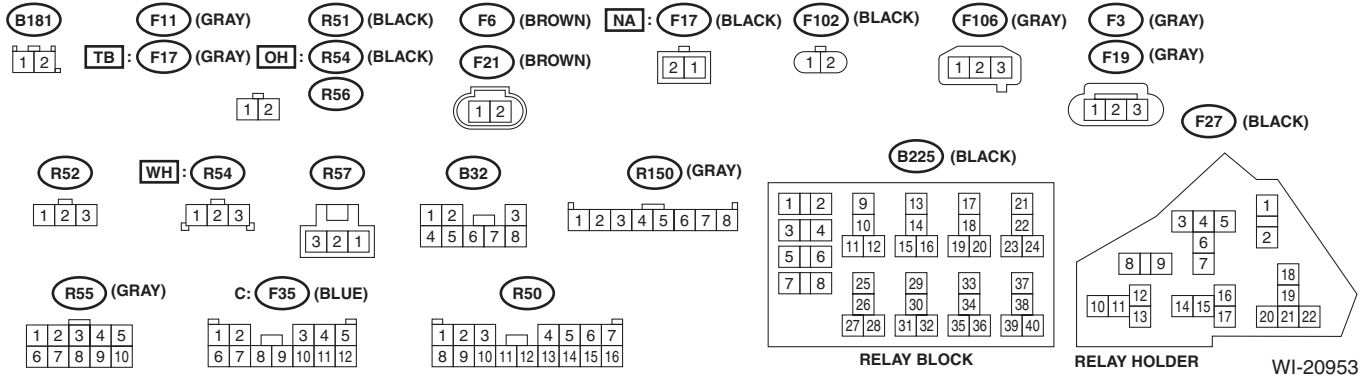 B181 F11 (GRAY) R51 (BLACK) F6 (BROWN) NA : F17 (BLACK) F102 (BLACK) F106 (GRAY) F3 (GRAY)
1 2 TB : F17 (GRAY) OH : R54 (BLACK) F21 (BROWN) 2 1 1 2 1 2 3 F19 (GRAY)
1 2 R56 1 2 1 2 3
F27 (BLACK)
R52 WH : R54 R57 B32 R150 (GRAY) B225 (BLACK)
1 2 3 1 2 3 3 2 1
1 2 3
4 5 6 7 8
1 2 3 4 5 6 7 8
R55 (GRAY) C: F35 (BLUE) R50
1 2 3 4 5
6 7 8 9 10
1 2 3 4 5
6 7 8 9 10 11 12
1 2 3 4 5 6 7
8 9 10 11 12 13 14 15 16
1 2 9 13 17 21
3 4 10 14 18 22
11 12 15 16 19 20 23 24
5 6
7 8 25 29 33 37
26 30 34 38
27 28 31 32 35 36 39 40
RELAY BLOCK
1
3 4 5
2
6
8 9 7
18
10 11 12 14 15 16 19
13 17 20 21 22
RELAY HOLDER
WI-20953